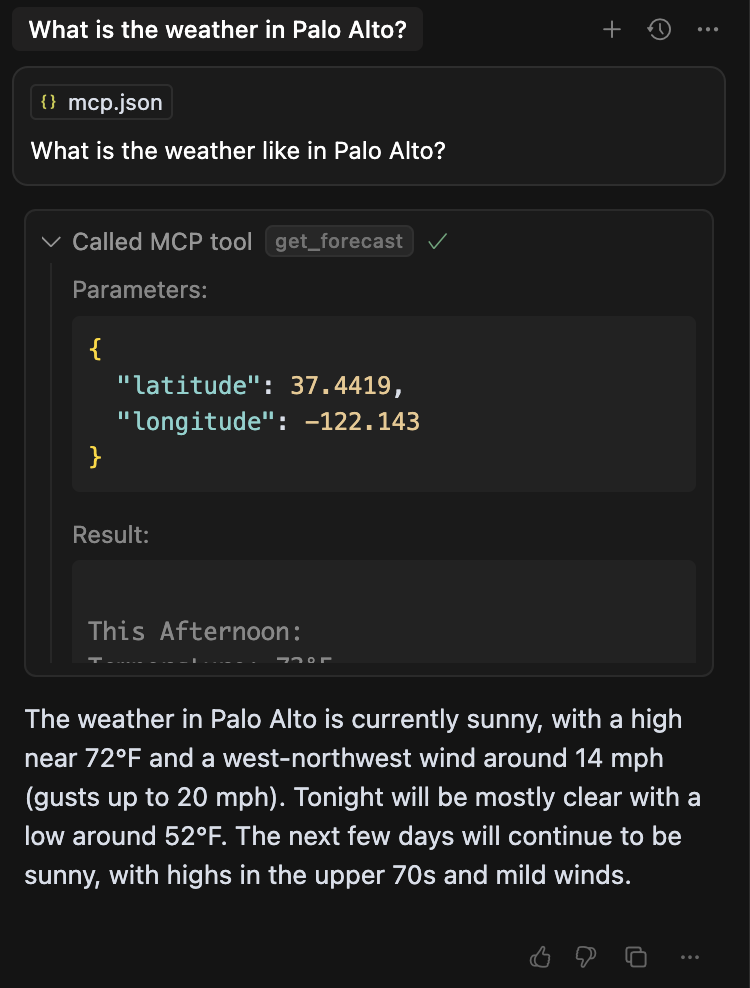 What is the weather in Palo Alto?
{} mcp.json
What is the weather like in Palo Alto?
Called MCP tool get_forecast
Parameters:
{
"latitude": 37.4419,
"longitude": -122.143
}
Result:
This Afternoon:
The weather in Palo Alto is currently sunny, with a high
near 72°F and a west-northwest wind around 14 mph
(gusts up to 20 mph). Tonight will be mostly clear with a
low around 52°F. The next few days will continue to be
sunny, with highs in the upper 70s and mild winds.